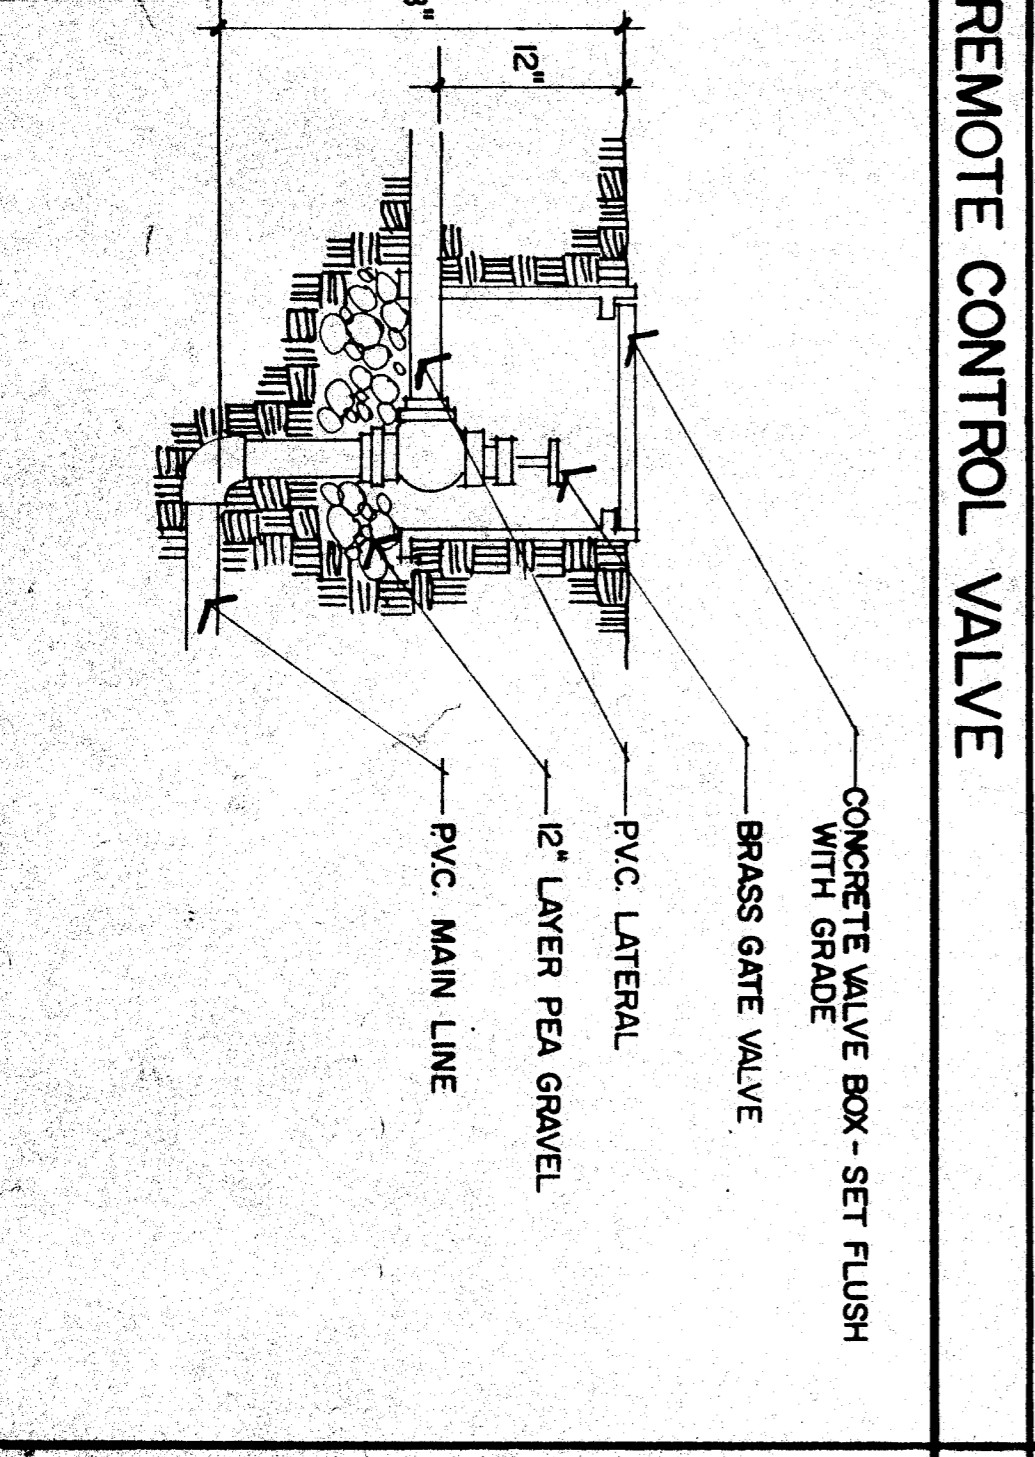 REMOTE CONTROL VALVE
12"
CONCRETE VALVE BOX - SET FLUSH
WITH GRADE
BRASS GATE VALVE
P.V.C. LATERAL
12" LAYER PEA GRAVEL
P.V.C. MAIN LINE